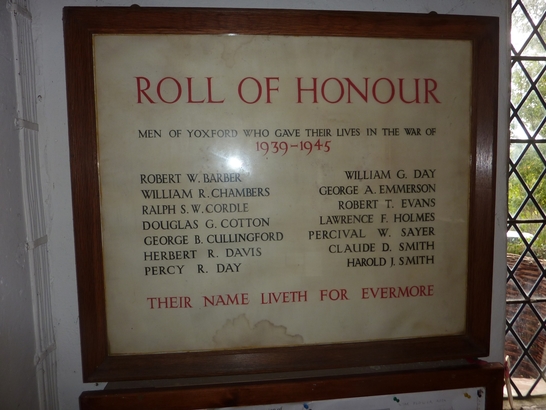 ROLL OF HONOUR
MEN OF YOXFORD WHO GAVE THEIR LIVES IN THE WAR OF
1939-1945
ROBERT W. BARBER
WILLIAM R. CHAMBERS
RALPH S. W. CORDLE
DOUGLAS G. COTTON
GEORGE B. CULLINGFORD
HERBERT R. DAVIS
PERCY R. DAY
WILLIAM G. DAY
GEORGE A. EMMERSON
ROBERT T. EVANS
LAWRENCE F. HOLMES
PERCIVAL W. SAYER
CLAUDE D. SMITH
HAROLD J. SMITH
THEIR NAME LIVETH FOR EVERMORE